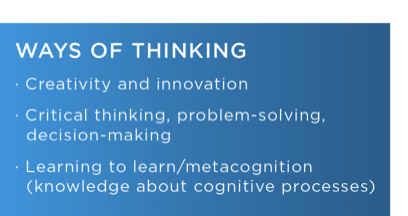 WAYS OF THINKING
· Creativity and innovation
· Critical thinking, problem-solving,
decision-making
· Learning to learn/metacognition
(knowledge about cognitive processes)